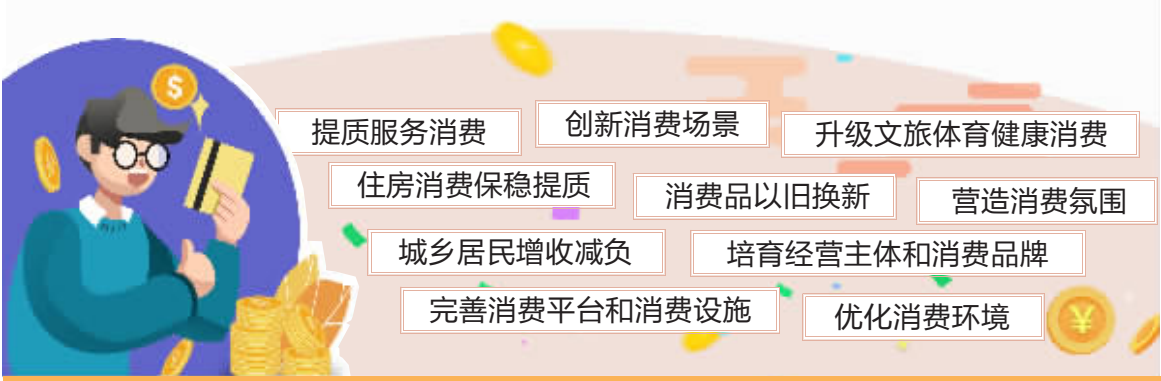 提质服务消费
创新消费场景
升级文旅体育健康消费
住房消费保稳提质
消费品以旧换新
营造消费氛围
城乡居民增收减负
培育经营主体和消费品牌
完善消费平台和消费设施
优化消费环境
$
¥